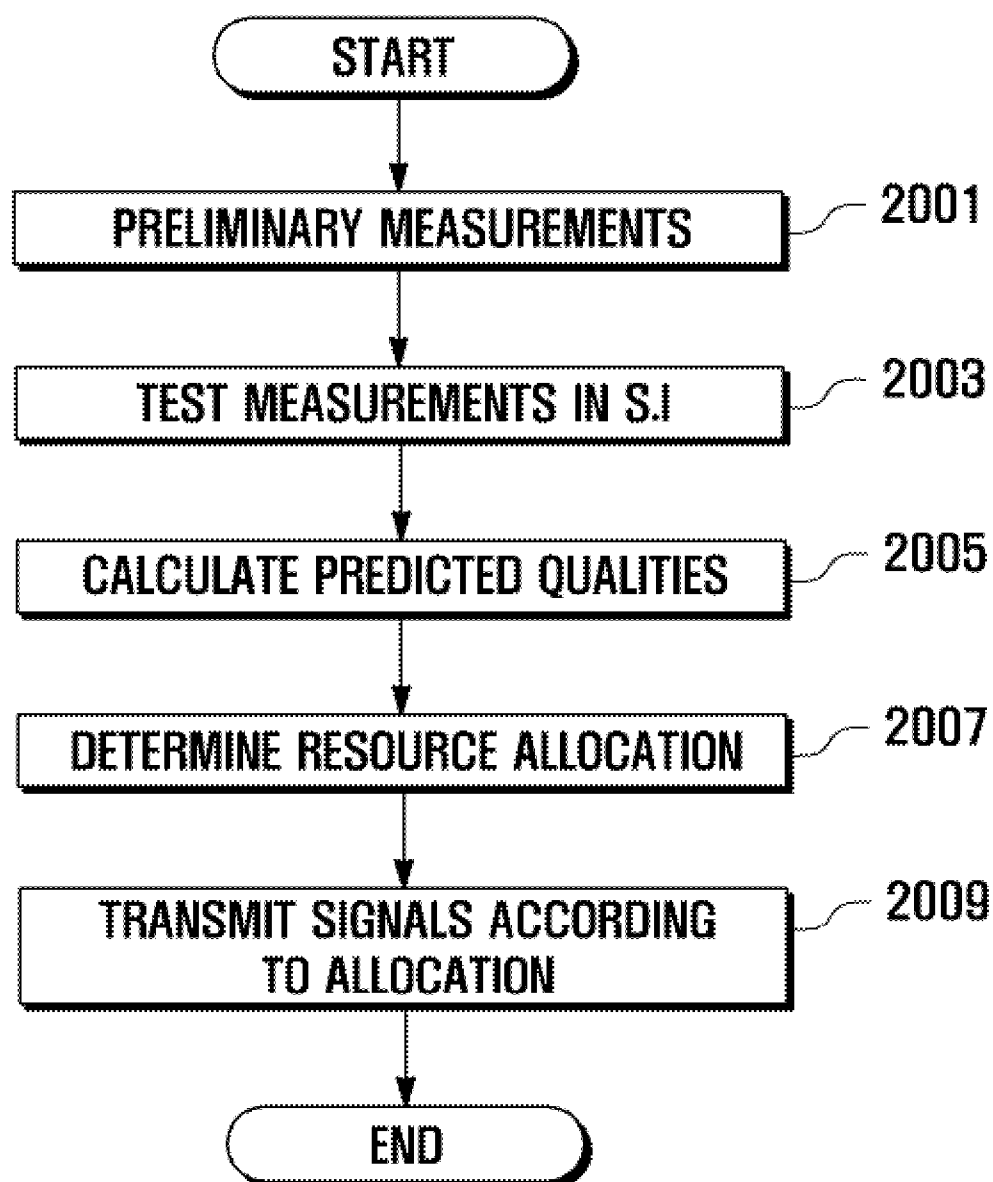 START
PRELIMINARY MEASUREMENTS
2001
TEST MEASUREMENTS IN S.I
2003
CALCULATE PREDICTED QUALITIES
2005
DETERMINE RESOURCE ALLOCATION
2007
TRANSMIT SIGNALS ACCORDING
TO ALLOCATION
2009
END